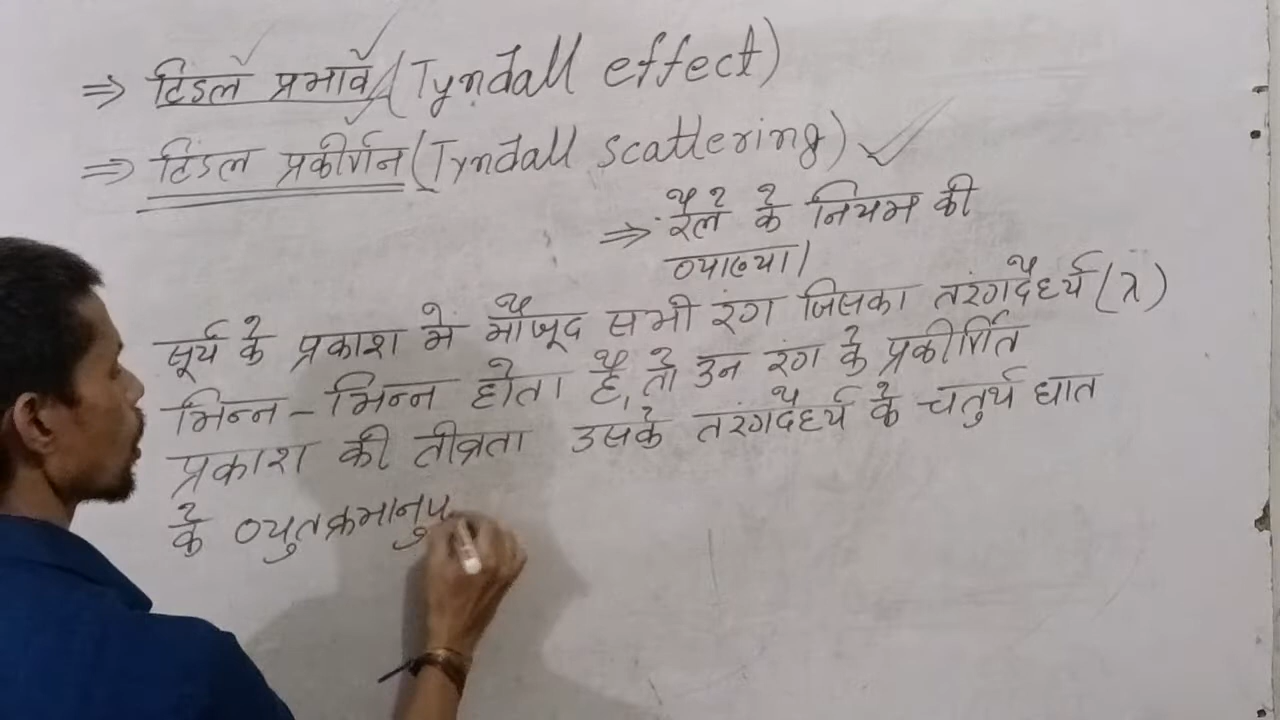 ⇒ टिंडल प्रभाव (Tyndall effect)
⇒ टिंडल प्रकीर्णन (Tyndall scattering) ✓
⇒ रैले के नियम की
व्याख्या।
सूर्य के प्रकाश में मौजूद सभी रंग जिसका तरंगदैर्ध्य (λ)
भिन्न - भिन्न होता है, तो उन रंग के प्रकीर्णित
प्रकाश की तीव्रता उसके तरंगदैर्ध्य के चतुर्थ घात
के व्युतक्रमानुप